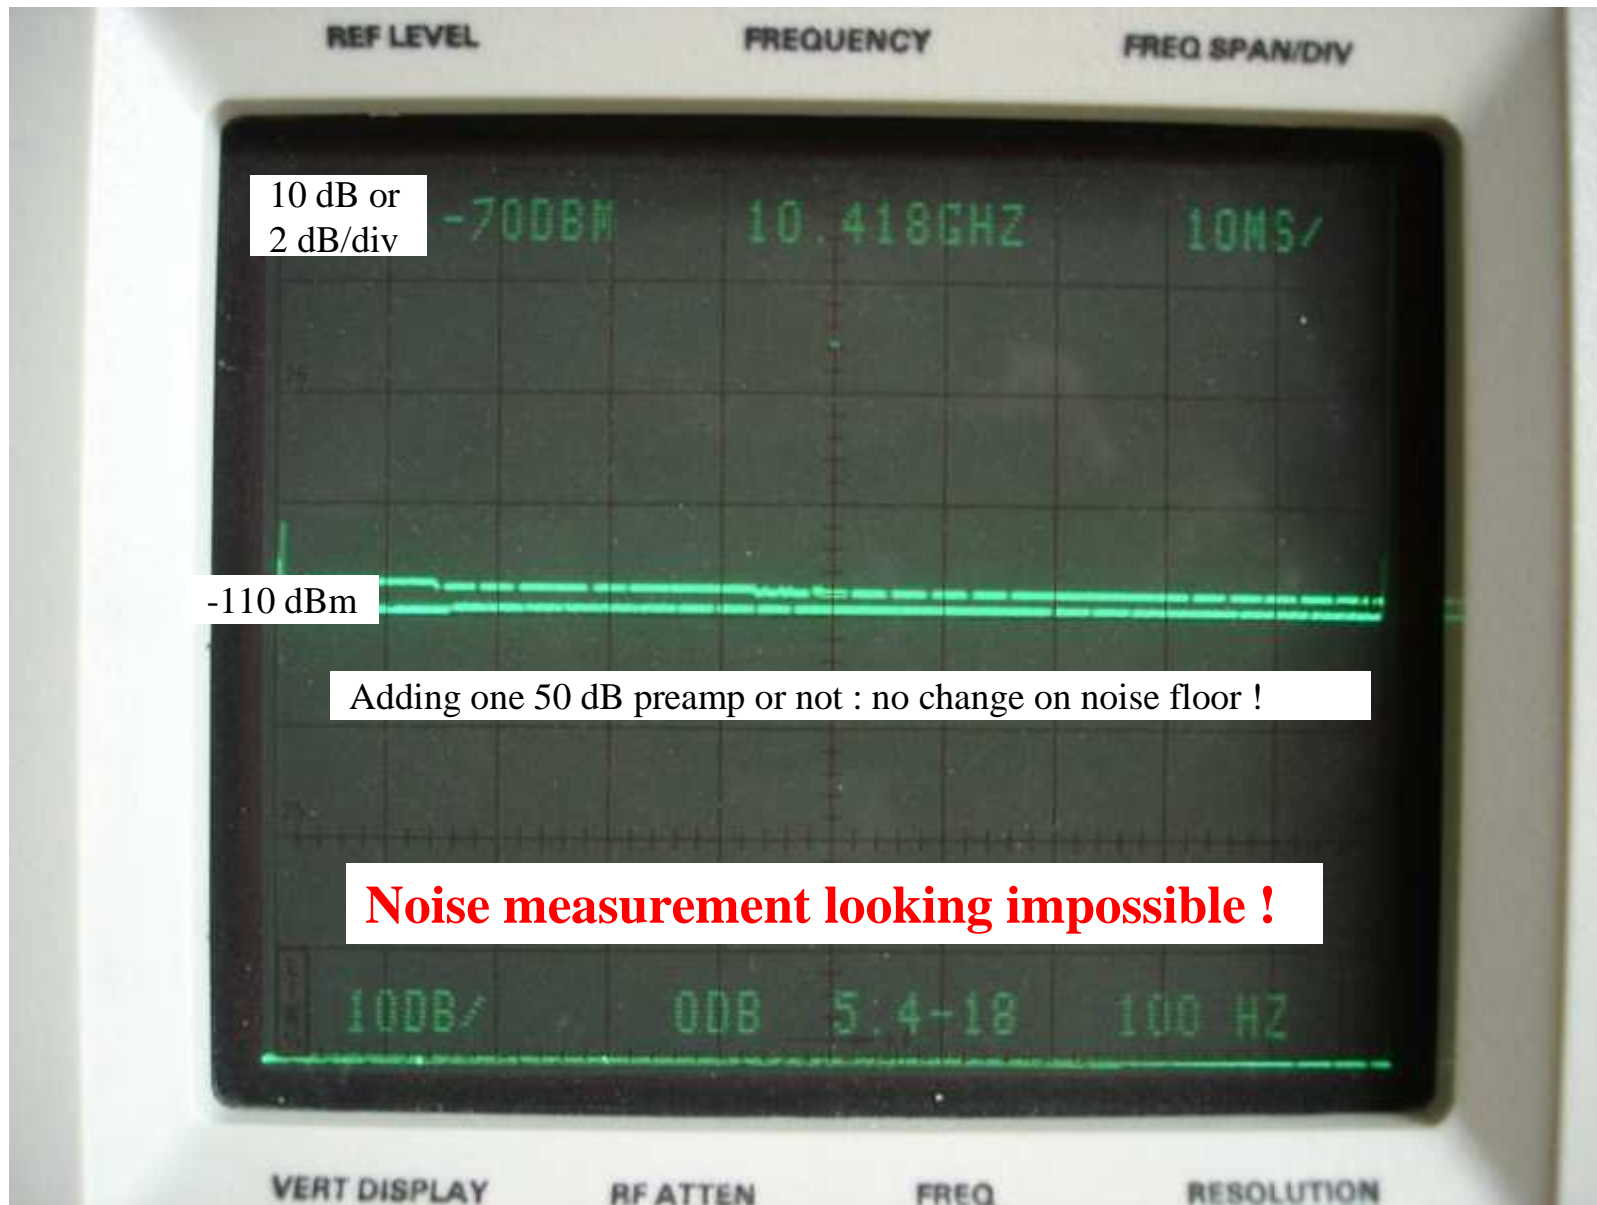 REF LEVEL FREQUENCY FREQ SPAN/DIV
10 dB or
2 dB/div
-70DBM 10.418GHZ 10MS/
-110 dBm
Adding one 50 dB preamp or not : no change on noise floor !
Noise measurement looking impossible !
10DB/ 0DB 5.4-18 100 HZ
VERT DISPLAY RF ATTEN FREQ RESOLUTION